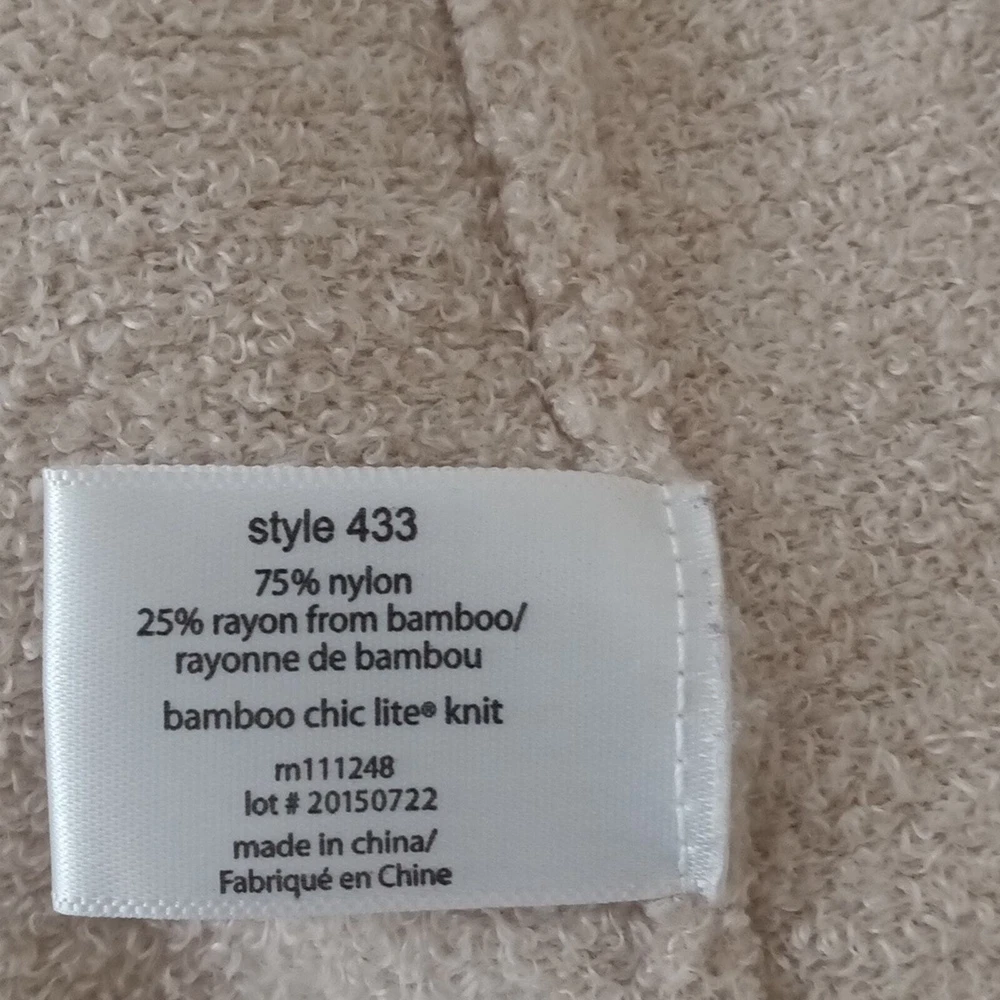 style 433
75% nylon
25% rayon from bamboo/
rayonne de bambou
bamboo chic lite® knit
rn111248
lot # 20150722
made in china/
Fabriqué en Chine